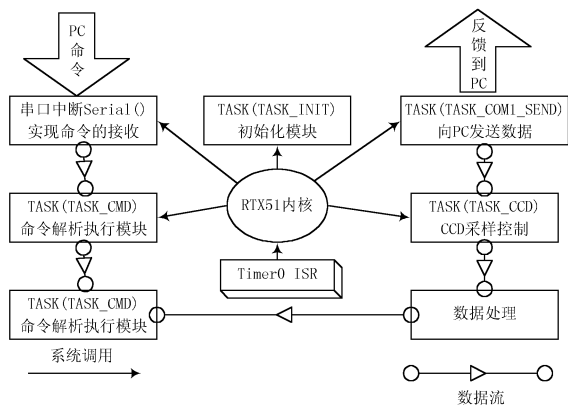 PC
命
令
反
馈
到
PC
串口中断Serial()
实现命令的接收
TASK(TASK_INIT)
初始化模块
TASK(TASK_COM1_SEND)
向PC发送数据
TASK(TASK_CMD)
命令解析执行模块
RTX51内核
TASK(TASK_CCD)
CCD采样控制
Timer0 ISR
TASK(TASK_CMD)
命令解析执行模块
数据处理
系统调用
数据流